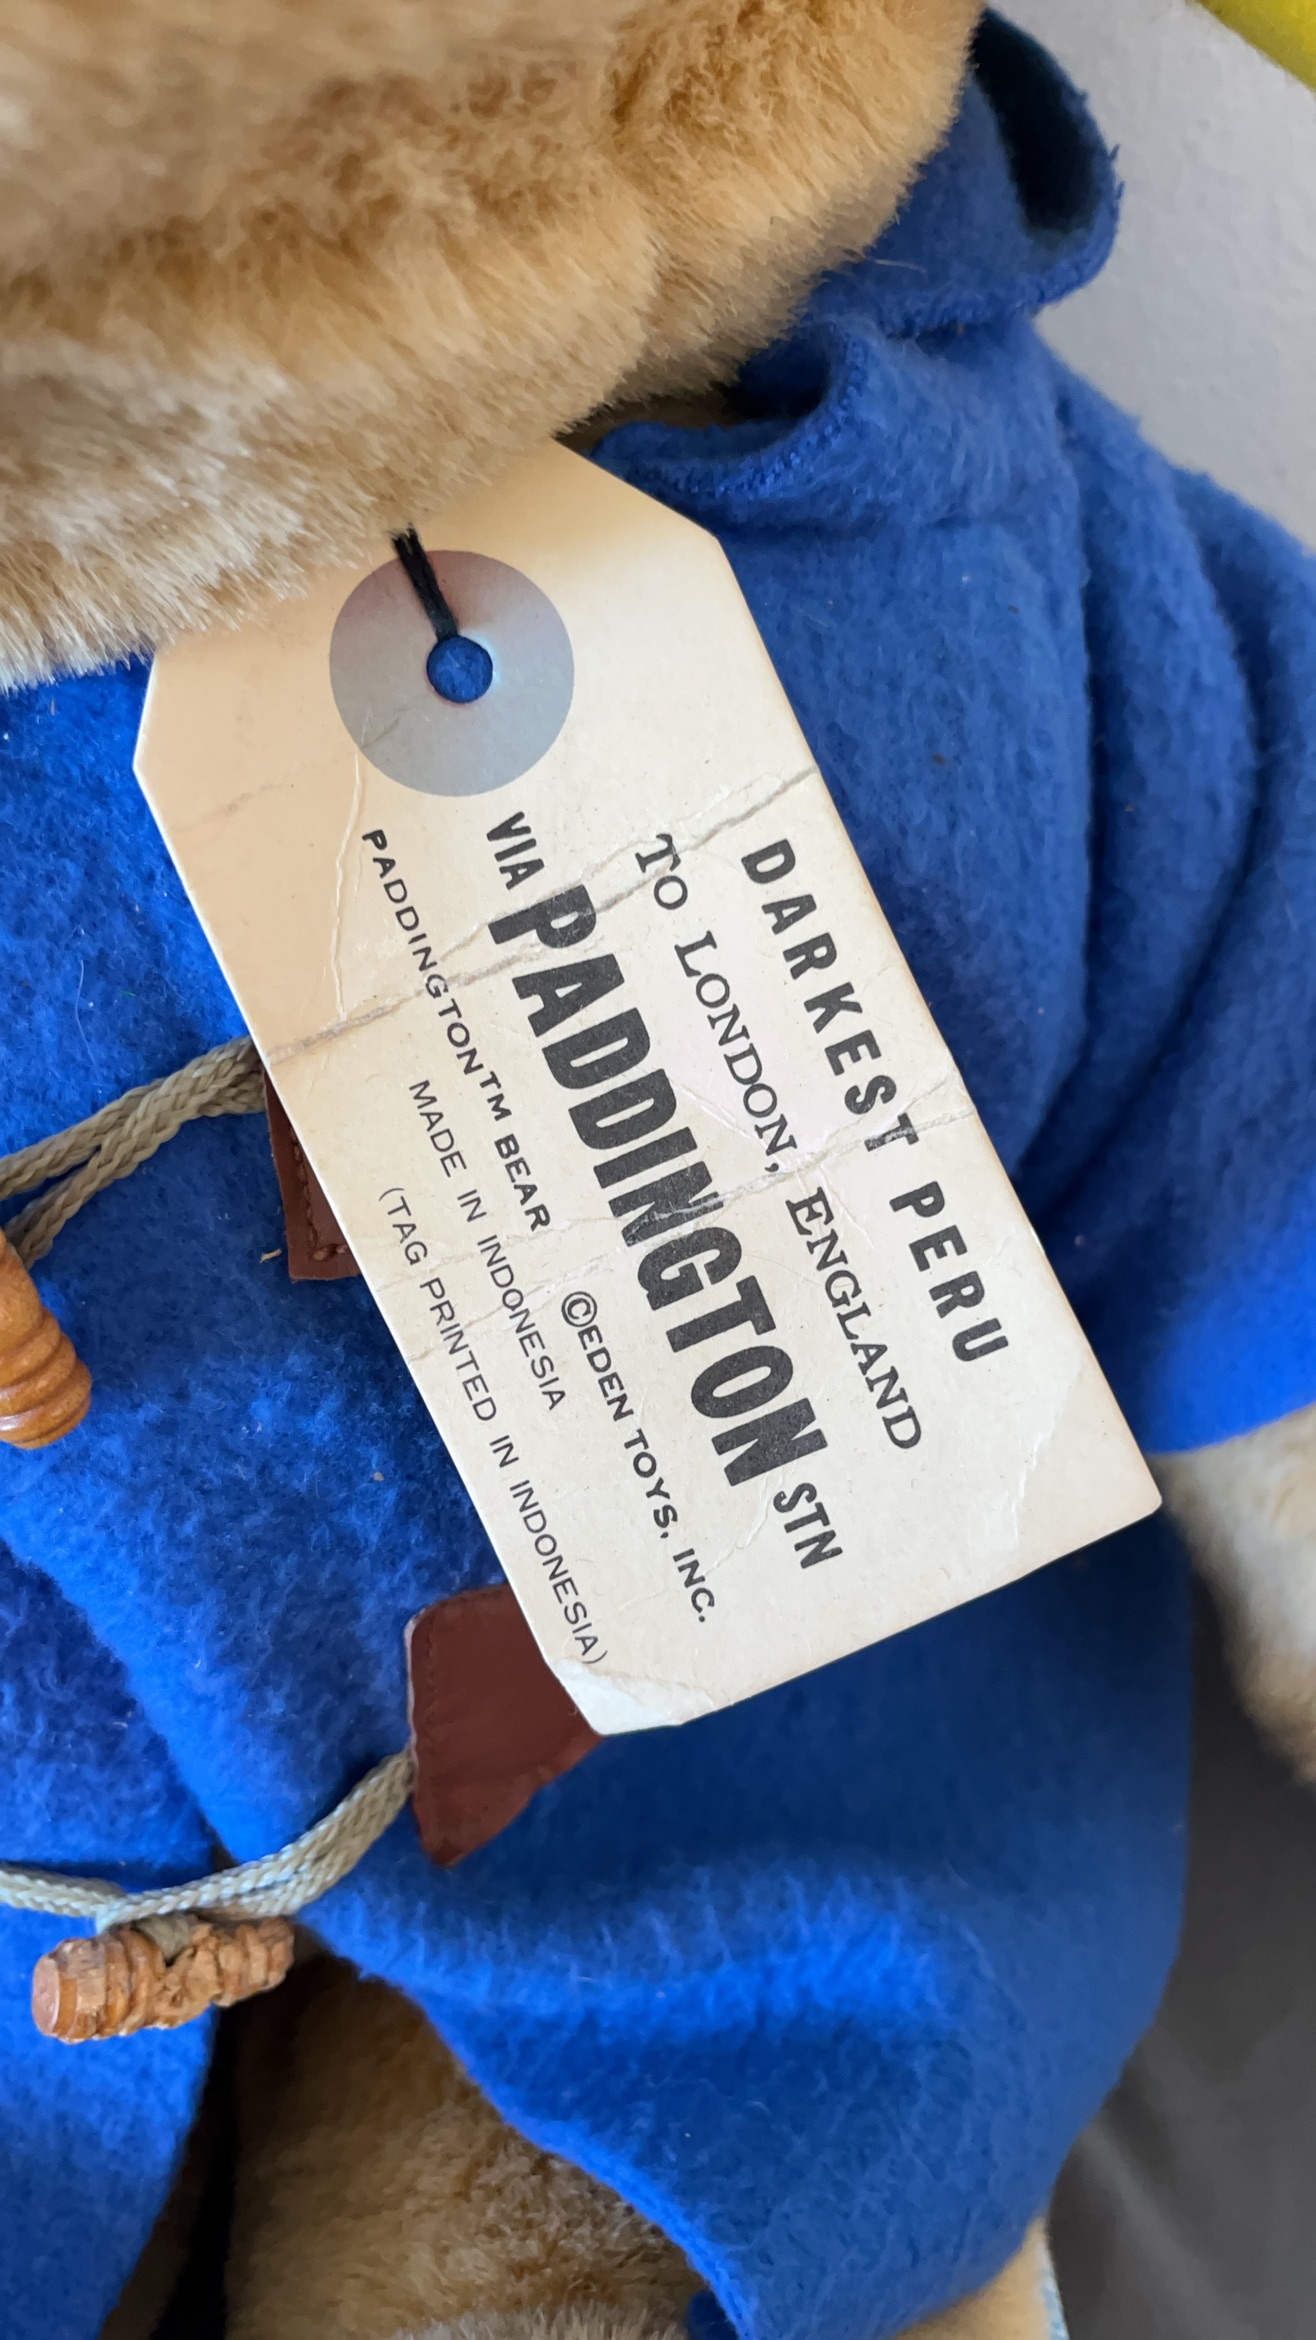 DARKEST PERU
TO LONDON, ENGLAND
VIA PADDINGTON STN
PADDINGTON™ BEAR ©EDEN TOYS, INC.
MADE IN INDONESIA
(TAG PRINTED IN INDONESIA)